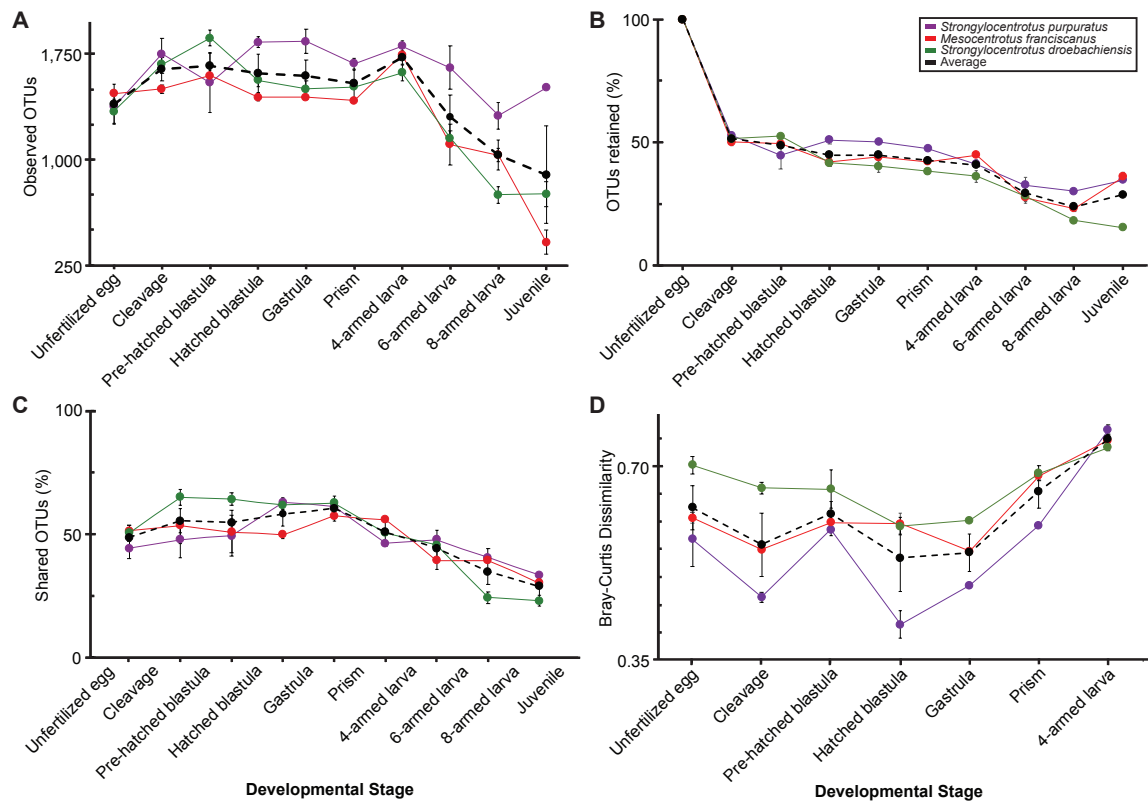 A
1,750
1,000
250
Observed OTUs
Unfertilized egg
Cleavage
Pre-hatched blastula
Hatched blastula
Gastrula
Prism
4-armed larva
6-armed larva
8-armed larva
Juvenile
B
100
50
0
OTUs retained (%)
Strongylocentrotus purpuratus
Mesocentrotus franciscanus
Strongylocentrotus droebachiensis
Average
Unfertilized egg
Cleavage
Pre-hatched blastula
Hatched blastula
Gastrula
Prism
4-armed larva
6-armed larva
8-armed larva
Juvenile
C
100
50
0
Shared OTUs (%)
Unfertilized egg
Cleavage
Pre-hatched blastula
Hatched blastula
Gastrula
Prism
4-armed larva
6-armed larva
8-armed larva
Juvenile
Developmental Stage
D
0.70
0.35
Bray-Curtis Dissimilarity
Unfertilized egg
Cleavage
Pre-hatched blastula
Hatched blastula
Gastrula
Prism
4-armed larva
Developmental Stage